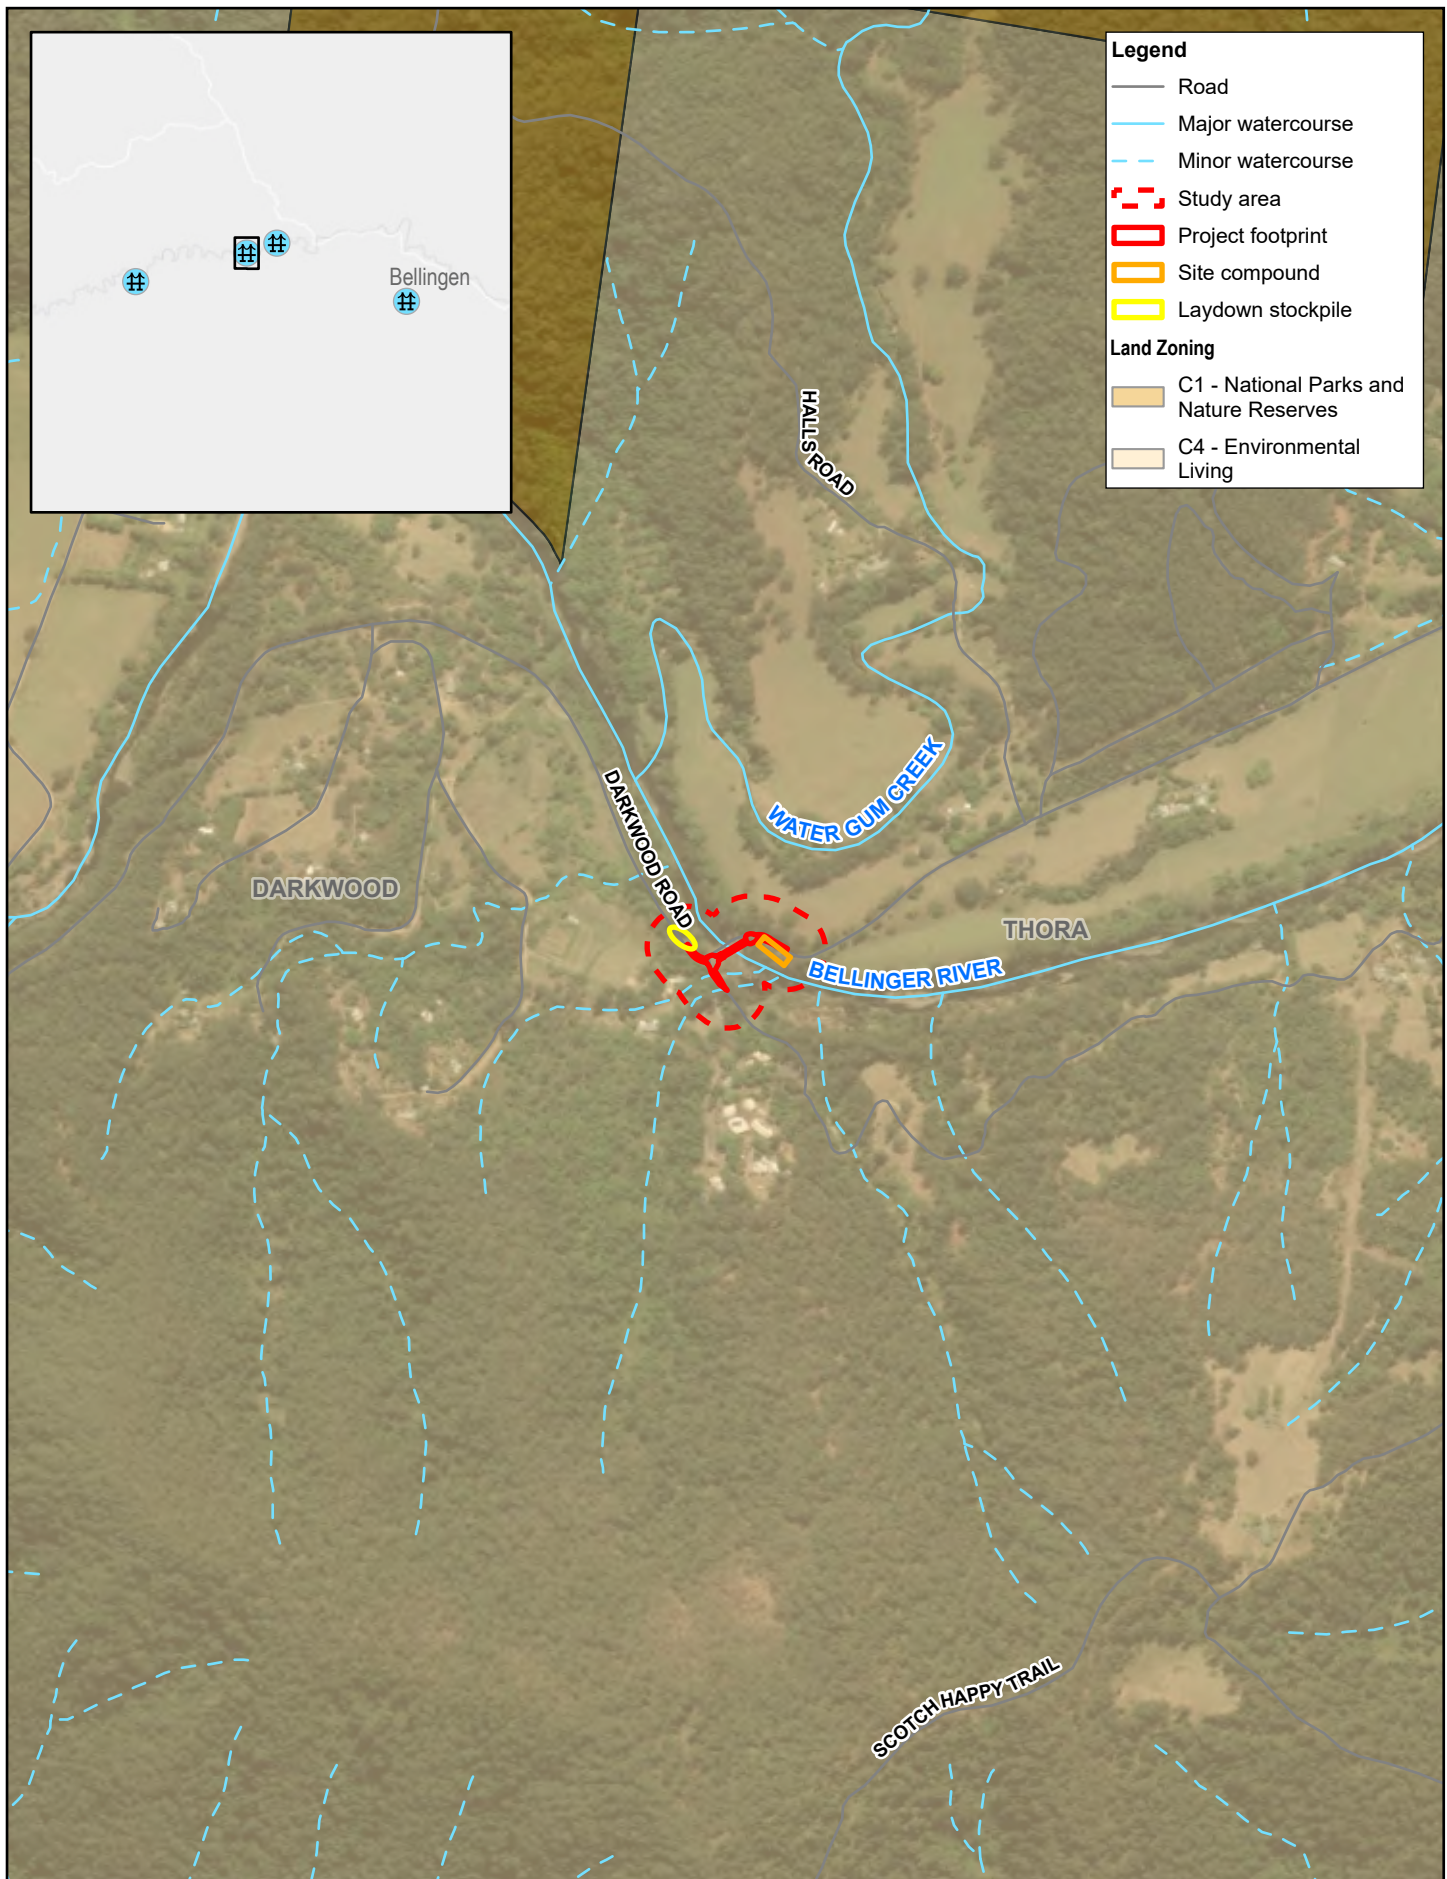 Bellingen
Legend
Road
Major watercourse
Minor watercourse
Study area
Project footprint
Site compound
Laydown stockpile
Land Zoning
C1 - National Parks and
Nature Reserves
C4 - Environmental
Living
HALLS ROAD
DARKWOOD ROAD
WATER GUM CREEK
DARKWOOD
THORA
BELLINGER RIVER
SCOTCH HAPPY TRAIL